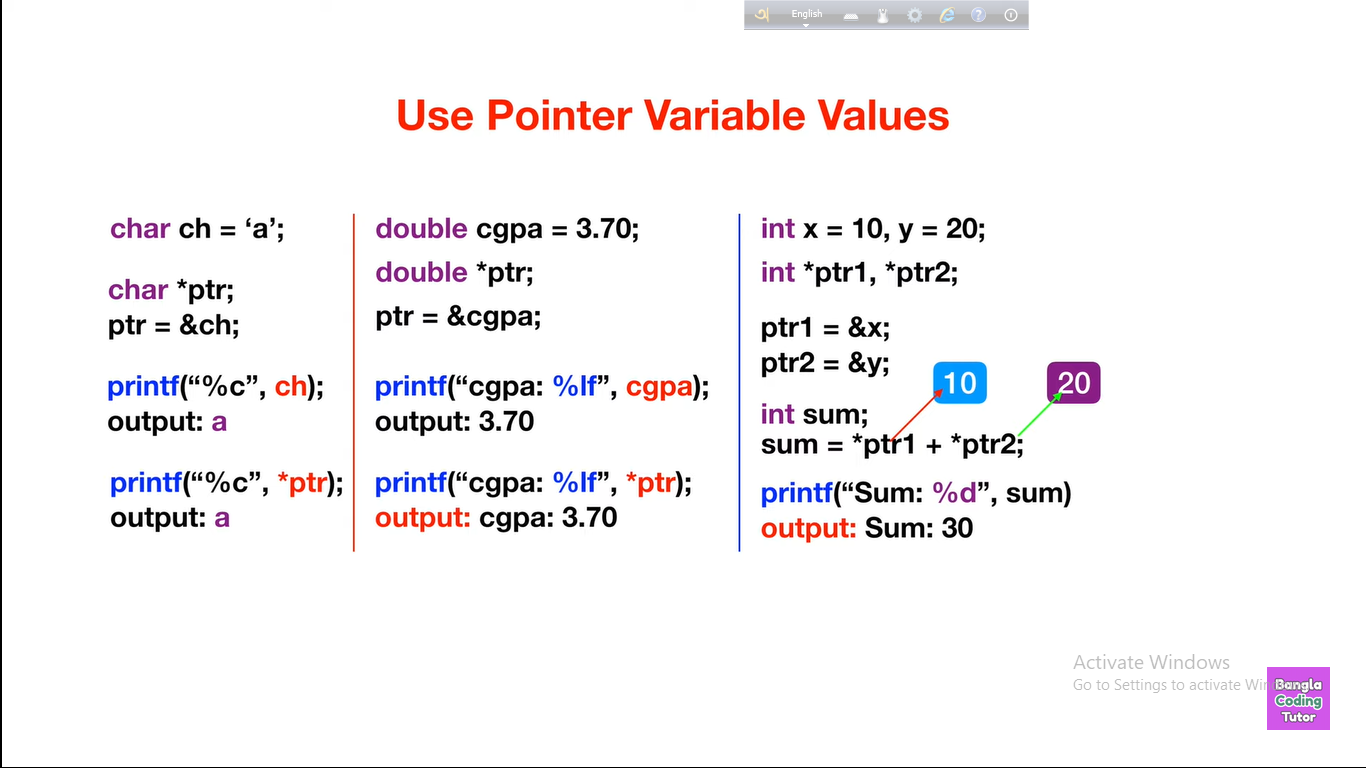 English
Use Pointer Variable Values
char ch = ‘a’;
char *ptr;
ptr = &ch;
printf(“%c”, ch);
output: a
printf(“%c”, *ptr);
output: a
double cgpa = 3.70;
double *ptr;
ptr = &cgpa;
printf(“cgpa: %lf”, cgpa);
output: 3.70
printf(“cgpa: %lf”, *ptr);
output: cgpa: 3.70
int x = 10, y = 20;
int *ptr1, *ptr2;
ptr1 = &x;
ptr2 = &y;
10
20
int sum;
sum = *ptr1 + *ptr2;
printf(“Sum: %d”, sum)
output: Sum: 30
Activate Windows
Go to Settings to activate
Bangla
Coding
Tutor